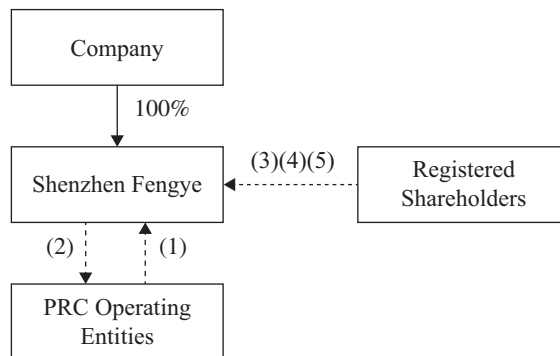 Company
100%
(3)(4)(5)
Shenzhen Fengye
Registered
Shareholders
(2)
(1)
PRC Operating
Entities